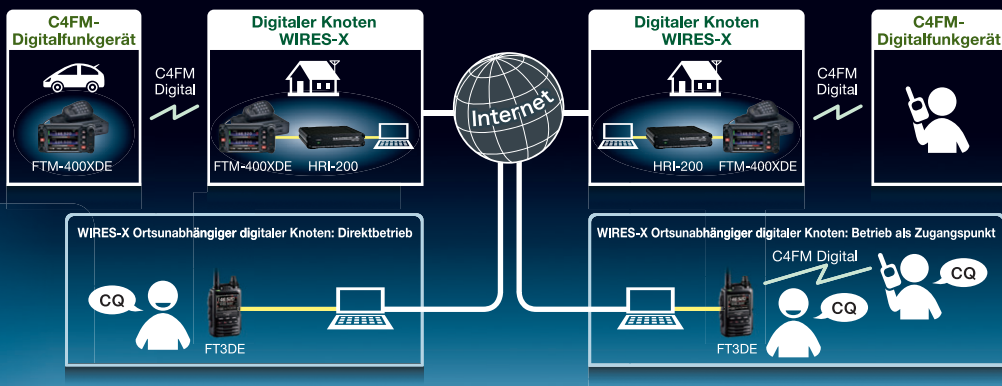 C4FM-
Digitalfunkgerät
C4FM
Digital
FTM-400XDE
Digitaler Knoten
WIRES-X
FTM-400XDE
HRI-200
Internet
Digitaler Knoten
WIRES-X
HRI-200
FTM-400XDE
C4FM
Digital
C4FM-
Digitalfunkgerät
WIRES-X Ortsunabhängiger digitaler Knoten: Direktbetrieb
CQ
FT3DE
WIRES-X Ortsunabhängiger digitaler Knoten: Betrieb als Zugangspunkt
C4FM Digital
CQ
CQ
FT3DE